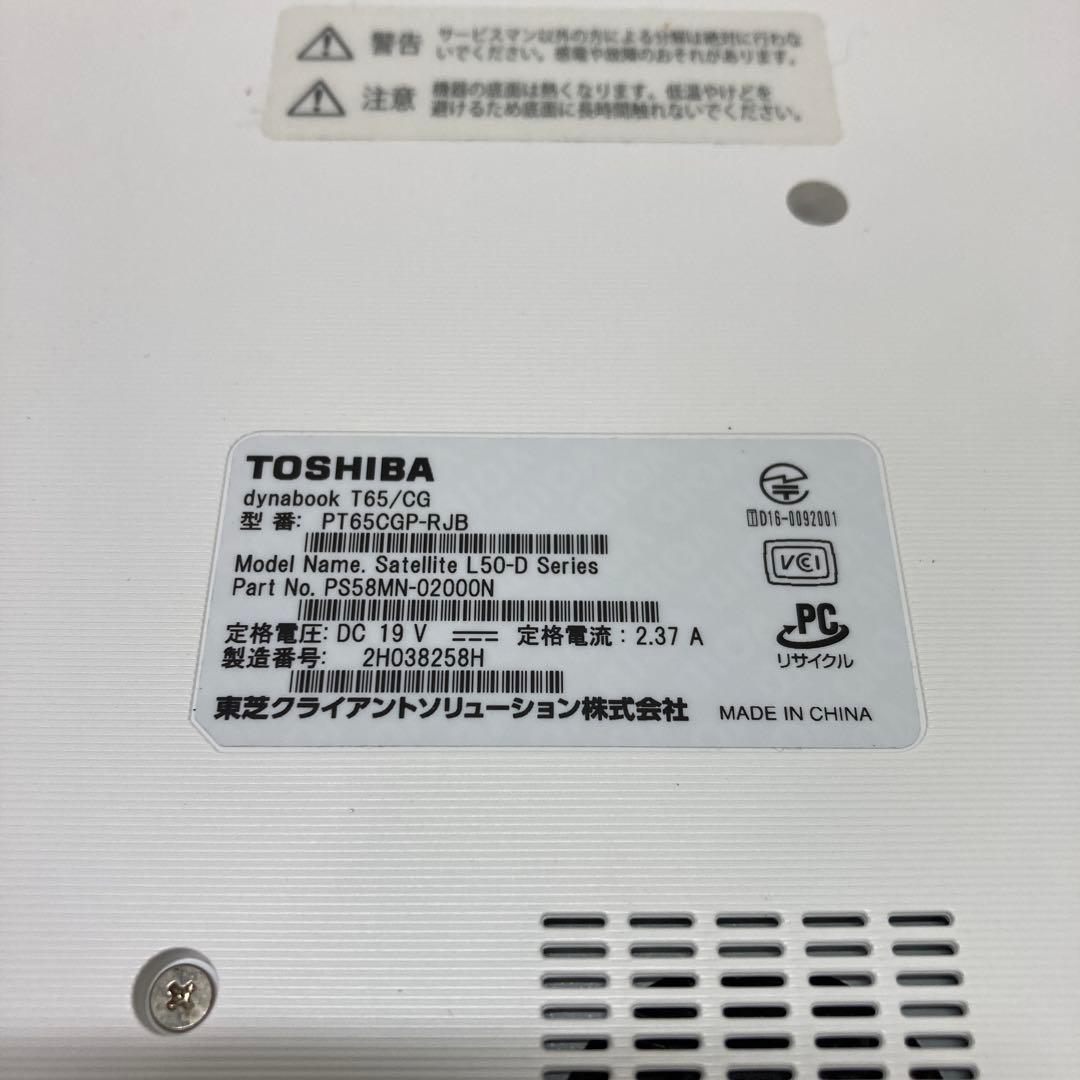 警告 サービスマン以外の方による分解は絶対に行わな
いでください。感電や故障のおそれがあります。
注意 機器の底面は熱くなります。低温やけどを
避けるため底面に長時間触れないでください。
TOSHIBA
dynabook T65/CG
型 番: PT65CGP-RJB
Model Name. Satellite L50-D Series
Part No. PS58MN-02000N
定格電圧: DC 19 V 定格電流 : 2.37 A
製造番号: 2H038258H
東芝クライアントソリューション株式会社 MADE IN CHINA
T D16-0092001
VCI
PC
リサイクル